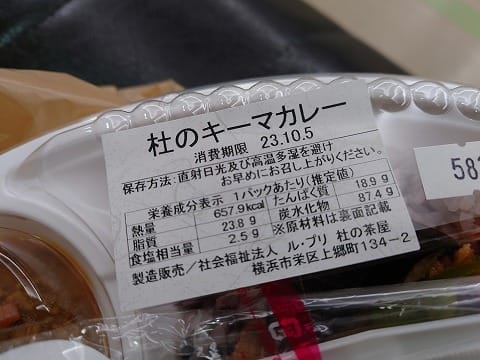 杜のキーマカレー
消費期限 23.10.5
保存方法:直射日光及び高温多湿を避け
お早めにお召し上がりください。
栄養成分表示 1パックあたり(推定値)
熱量 657.9kcal たんぱく質 18.9g
脂質 23.8g 炭水化物 87.4g
食塩相当量 2.5g ※原材料は裏面記載
製造販売/社会福祉法人 ル・プリ 杜の茶屋
横浜市栄区上郷町134-2